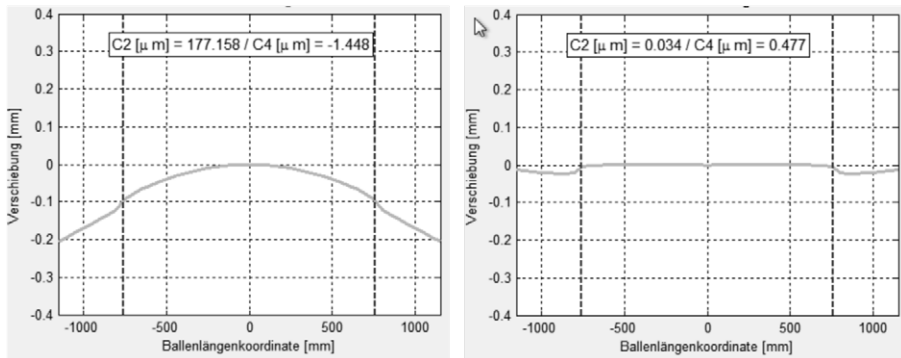 C2 [μ m] = 177.158 / C4 [μ m] = -1.448
Verschiebung [mm]
0.4
0.3
0.2
0.1
0
-0.1
-0.2
-0.3
-0.4
-1000 -500 0 500 1000
Ballenlängenkoordinate [mm]
C2 [μ m] = 0.034 / C4 [μ m] = 0.477
Verschiebung [mm]
0.4
0.3
0.2
0.1
0
-0.1
-0.2
-0.3
-0.4
-1000 -500 0 500 1000
Ballenlängenkoordinate [mm]